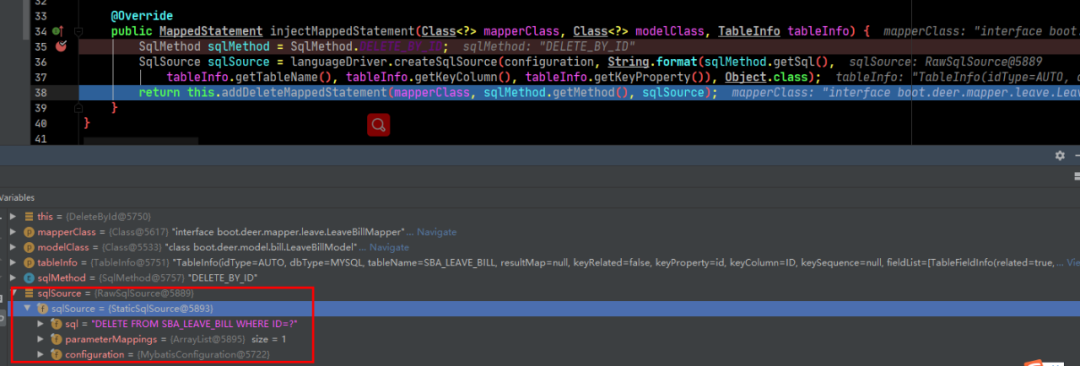 32
33 @Override
34 public MappedStatement injectMappedStatement(Class<?> mapperClass, Class<?> modelClass, TableInfo tableInfo) { mapperClass: "interface boot.
35 SqlMethod sqlMethod = SqlMethod.DELETE_BY_ID; sqlMethod: "DELETE_BY_ID"
36 SqlSource sqlSource = languageDriver.createSqlSource(configuration, String.format(sqlMethod.getSql(), sqlSource: RawSqlSource@5889
37 tableInfo.getTableName(), tableInfo.getKeyColumn(), tableInfo.getKeyProperty()), Object.class); tableInfo: "TableInfo(idType=AUTO,
38 return this.addDeleteMappedStatement(mapperClass, sqlMethod.getMethod(), sqlSource); mapperClass: "interface boot.deer.mapper.leave.Leave
39 }
40 }
41
Variables
this = {DeleteById@5750}
mapperClass = {Class@5617} "interface boot.deer.mapper.leave.LeaveBillMapper"... Navigate
modelClass = {Class@5533} "class boot.deer.model.bill.LeaveBillModel"... Navigate
tableInfo = {TableInfo@5751} "TableInfo(idType=AUTO, dbType=MYSQL, tableName=SBA_LEAVE_BILL, resultMap=null, keyRelated=false, keyProperty=id, keyColumn=ID, keySequence=null, fieldList=[TableFieldInfo(related=true, ... Vie
sqlMethod = {SqlMethod@5757} "DELETE_BY_ID"
sqlSource = {RawSqlSource@5889}
sqlSource = {StaticSqlSource@5893}
sql = "DELETE FROM SBA_LEAVE_BILL WHERE ID=?"
parameterMappings = {ArrayList@5895} size = 1
configuration = {MybatisConfiguration@5722}